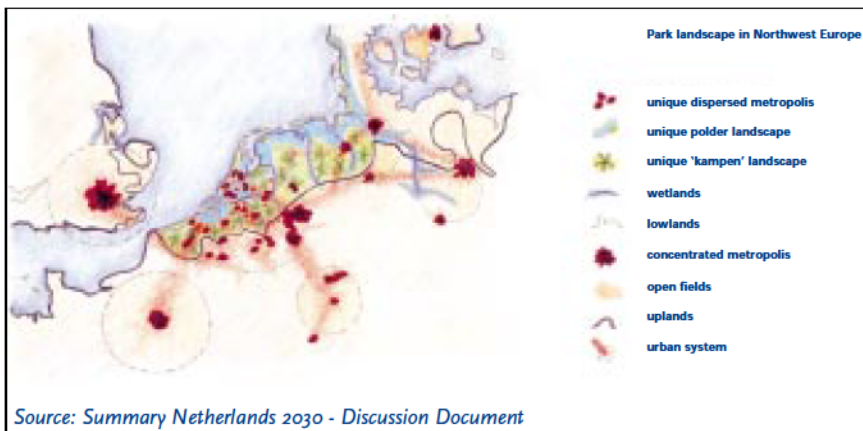 Park landscape in Northwest Europe
unique dispersed metropolis
unique polder landscape
unique 'kampen' landscape
wetlands
lowlands
concentrated metropolis
open fields
uplands
urban system
Source: Summary Netherlands 2030 - Discussion Document